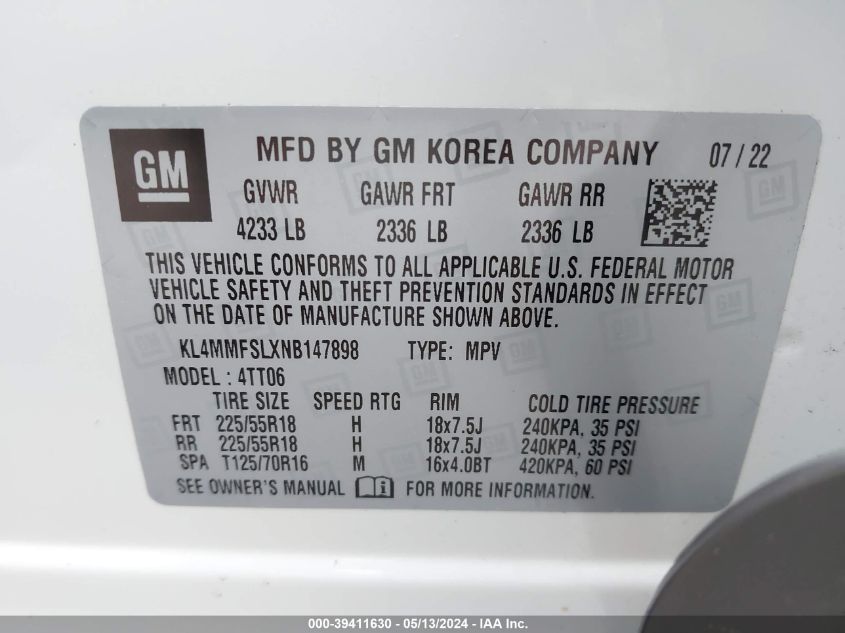 GM
MFD BY GM KOREA COMPANY 07/22
GVWR GAWR FRT GAWR RR
4233 LB 2336 LB 2336 LB
THIS VEHICLE CONFORMS TO ALL APPLICABLE U.S. FEDERAL MOTOR
VEHICLE SAFETY AND THEFT PREVENTION STANDARDS IN EFFECT
ON THE DATE OF MANUFACTURE SHOWN ABOVE.
KL4MMFSLXNB147898 TYPE: MPV
MODEL : 4TT06
TIRE SIZE SPEED RTG RIM COLD TIRE PRESSURE
FRT 225/55R18 H 18x7.5J 240KPA, 35 PSI
RR 225/55R18 H 18x7.5J 240KPA, 35 PSI
SPA T125/70R16 M 16x4.0BT 420KPA, 60 PSI
SEE OWNER'S MANUAL FOR MORE INFORMATION.
000-39411630 - 05/13/2024 - IAA Inc.